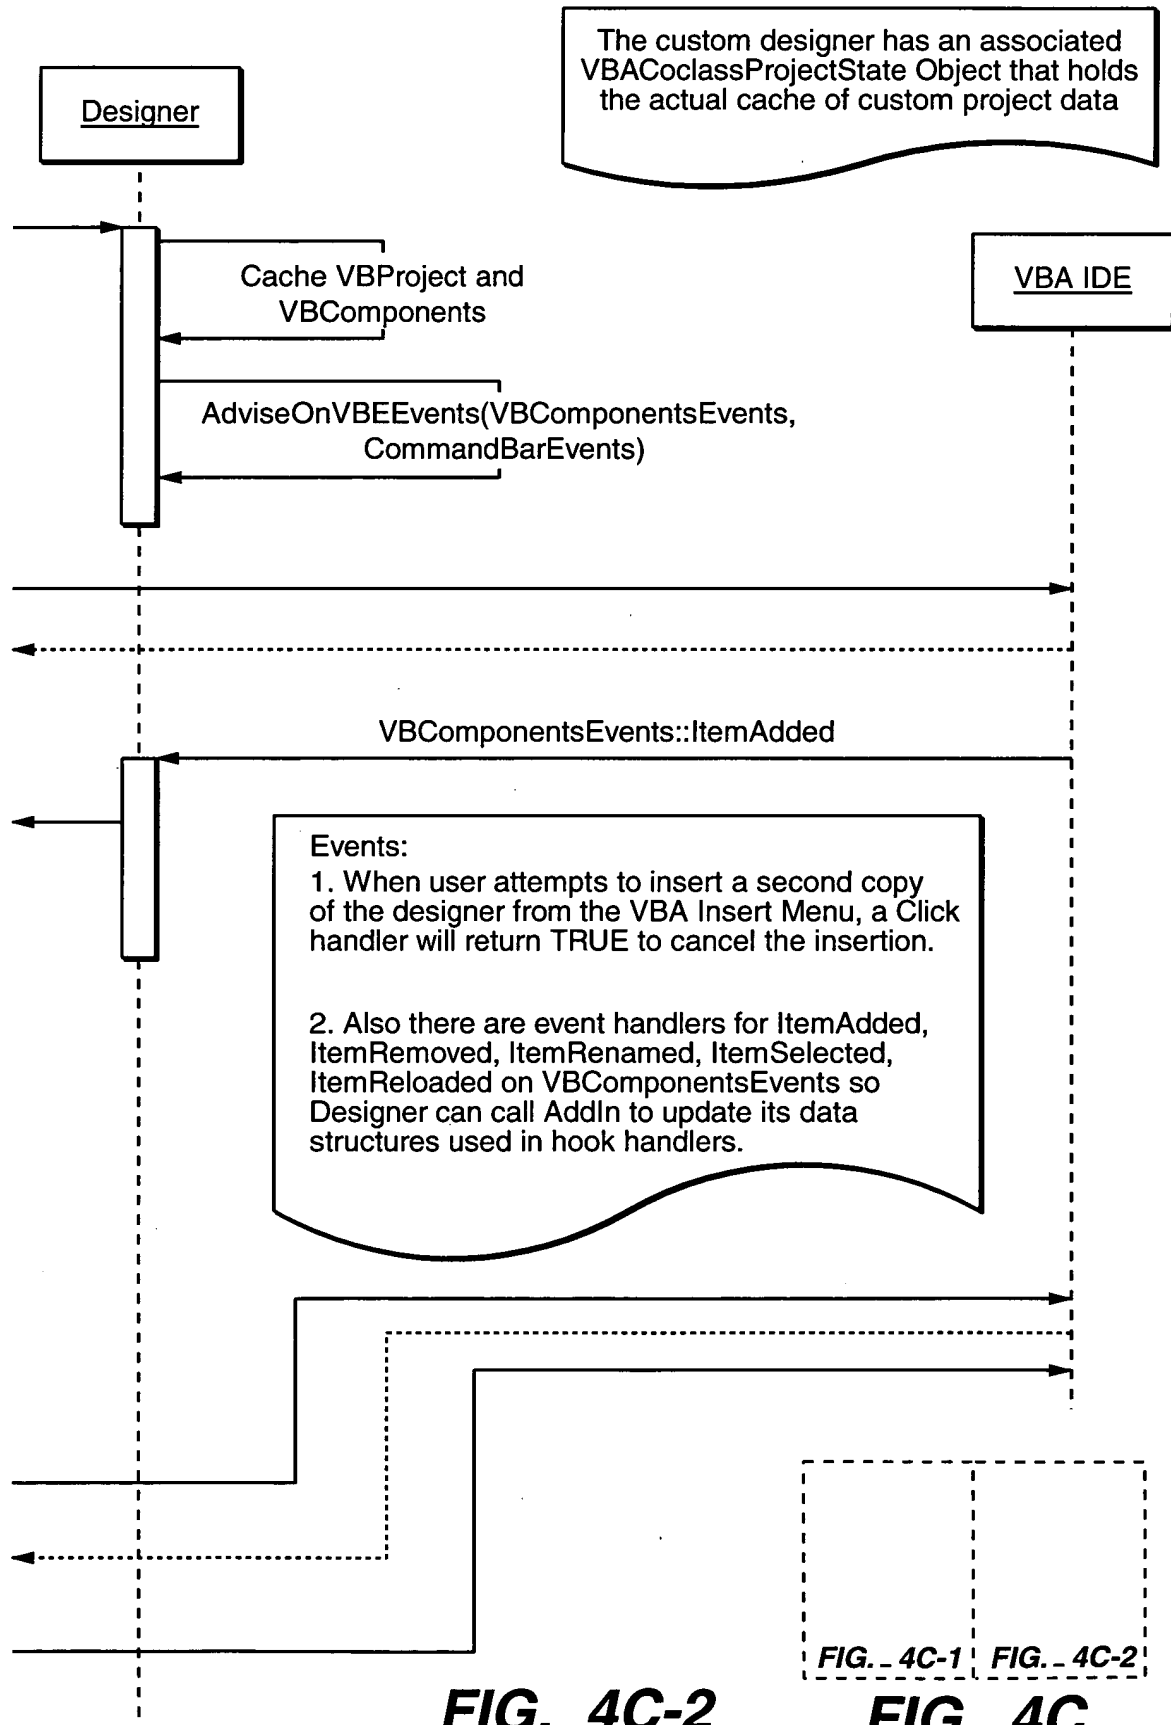 The custom designer has an associated
VBACoclassProjectState Object that holds
the actual cache of custom project data
Designer
VBA IDE
Cache VBProject and
VBComponents
AdviseOnVBEEvents(VBComponentsEvents,
CommandBarEvents)
VBComponentsEvents::ItemAdded
Events:
1. When user attempts to insert a second copy
of the designer from the VBA Insert Menu, a Click
handler will return TRUE to cancel the insertion.
2. Also there are event handlers for ItemAdded,
ItemRemoved, ItemRenamed, ItemSelected,
ItemReloaded on VBComponentsEvents so
Designer can call AddIn to update its data
structures used in hook handlers.
FIG._4C-1
FIG._4C-2
FIG._4C-2
FIG._4C